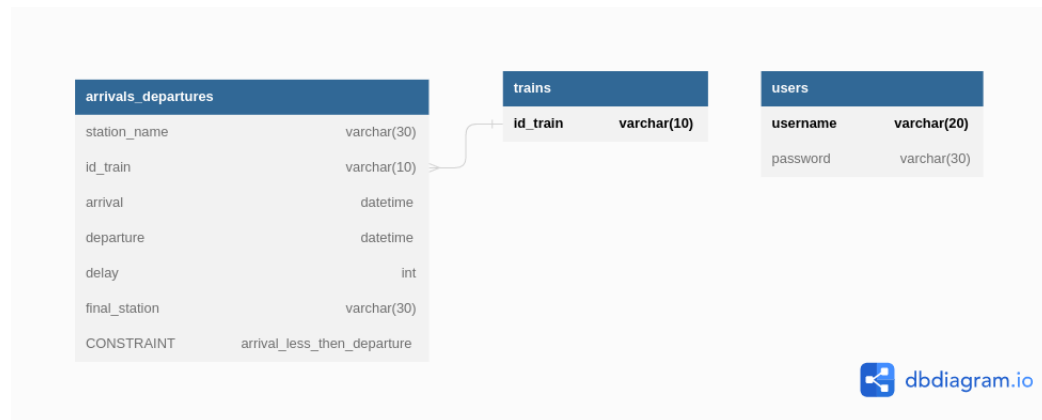 arrivals_departures
station_name varchar(30)
id_train varchar(10)
arrival datetime
departure datetime
delay int
final_station varchar(30)
CONSTRAINT arrival_less_then_departure
trains
id_train varchar(10)
users
username varchar(20)
password varchar(30)
dbdiagram.io